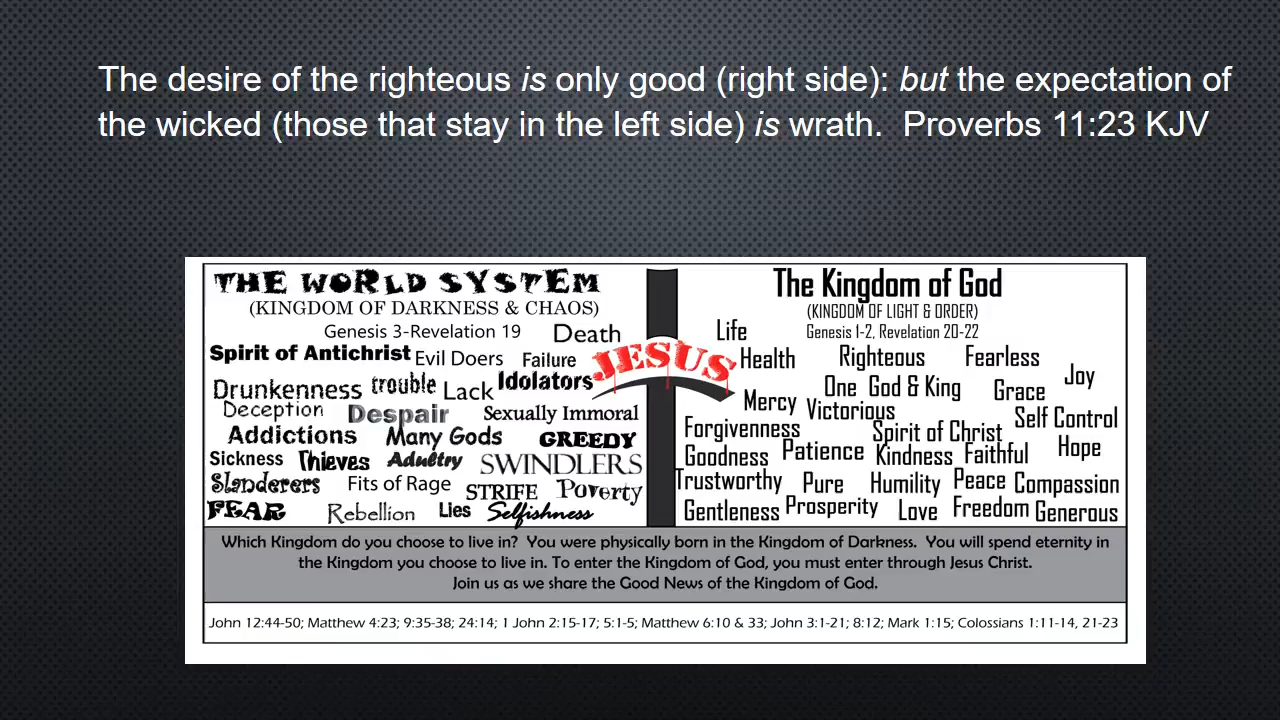 The desire of the righteous is only good (right side): but the expectation of
the wicked (those that stay in the left side) is wrath.  Proverbs 11:23 KJV
THE WORLD SYSTEM
(KINGDOM OF DARKNESS & CHAOS)
Genesis 3-Revelation 19
Death
Spirit of Antichrist
Evil Doers
Failure
Drunkenness
trouble
Lack
Idolators
Deception
Despair
Sexually Immoral
Addictions
Many Gods
GREEDY
Sickness
Thieves
Adultry
SWINDLERS
Slanderers
Fits of Rage
STRIFE
Poverty
FEAR
Rebellion
Lies
Selfishness
JESUS
The Kingdom of God
(KINGDOM OF LIGHT & ORDER)
Genesis 1-2, Revelation 20-22
Life
Health
Righteous
Fearless
Joy
One God & King
Grace
Mercy
Victorious
Self Control
Forgivenness
Spirit of Christ
Hope
Goodness
Patience
Kindness
Faithful
Trustworthy
Pure
Humility
Peace
Compassion
Gentleness
Prosperity
Love
Freedom
Generous
Which Kingdom do you choose to live in?  You were physically born in the Kingdom of Darkness.  You will spend eternity in
the Kingdom you choose to live in. To enter the Kingdom of God, you must enter through Jesus Christ.
Join us as we share the Good News of the Kingdom of God.
John 12:44-50; Matthew 4:23; 9:35-38; 24:14; 1 John 2:15-17; 5:1-5; Matthew 6:10 & 33; John 3:1-21; 8:12; Mark 1:15; Colossians 1:11-14, 21-23